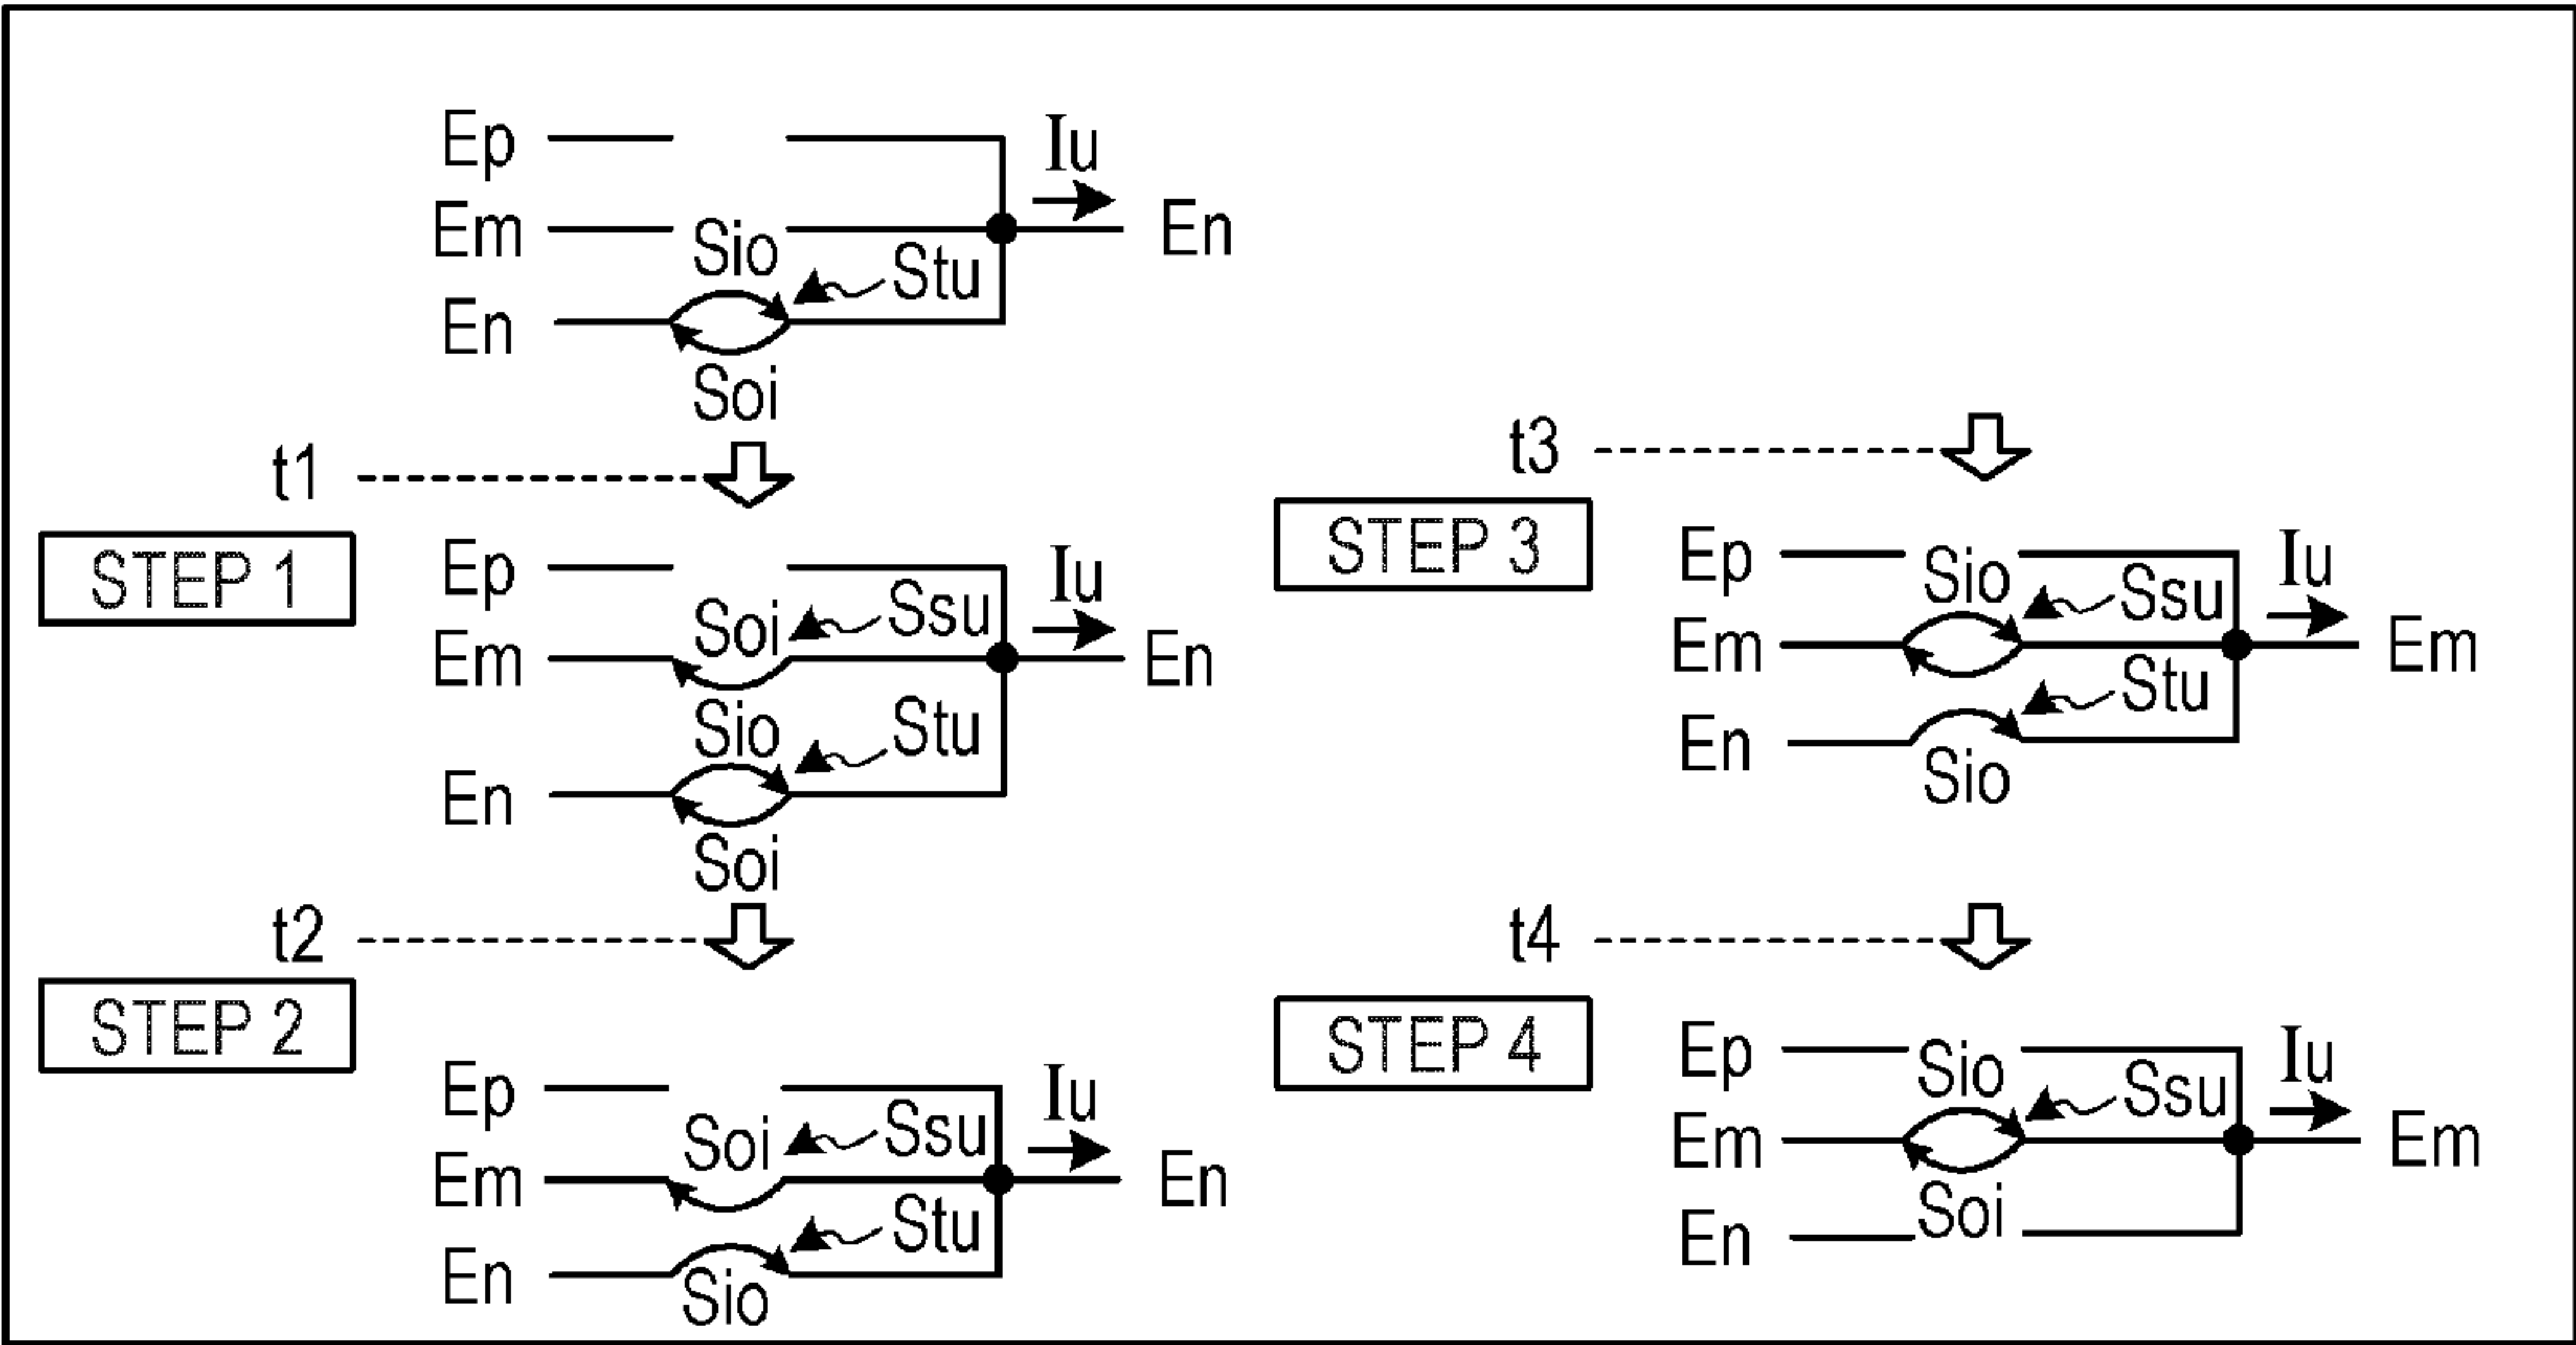 Ep
Iu
Em
Sio
En
Stu
En
Soi
t1
STEP 1
Ep
Iu
Soi
Ssu
Em
En
Sio
Stu
En
Soi
t2
STEP 2
Ep
Iu
Soi
Ssu
Em
En
Stu
En
Sio
t3
STEP 3
Ep
Sio
Iu
Ssu
Em
Em
Stu
En
Sio
t4
STEP 4
Ep
Sio
Iu
Ssu
Em
Em
Soi
En